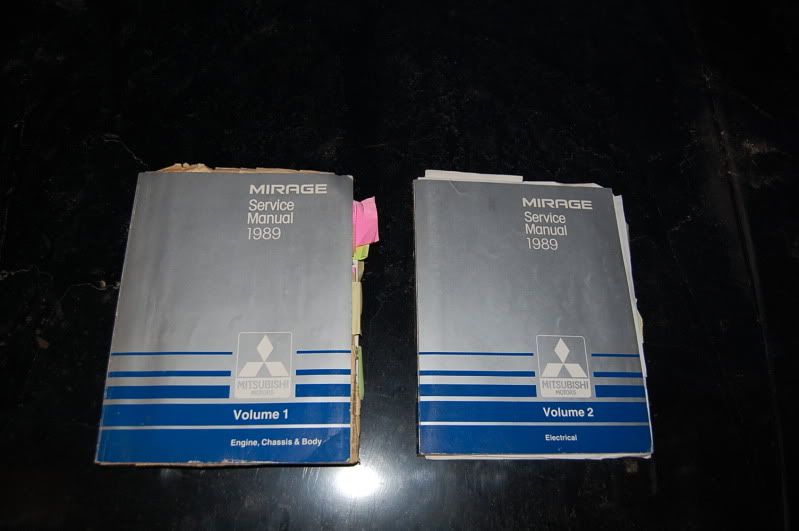 MIRAGE
Service
Manual
1989
MITSUBISHI
MOTORS
Volume 1
Engine, Chassis & Body
MIRAGE
Service
Manual
1989
MITSUBISHI
MOTORS
Volume 2
Electrical